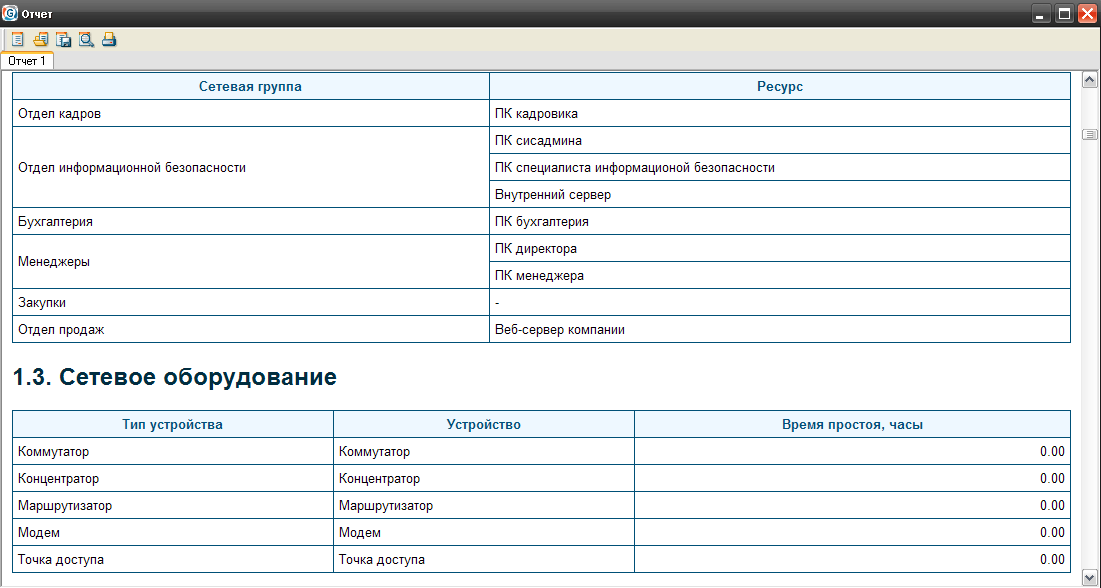 Отчет
Отчет 1
Сетевая группа Ресурс
Отдел кадров ПК кадровика
Отдел информационной безопасности ПК сисадмина
ПК специалиста информационой безопасности
Внутренний сервер
Бухгалтерия ПК бухгалтерия
Менеджеры ПК директора
ПК менеджера
Закупки -
Отдел продаж Веб-сервер компании
1.3. Сетевое оборудование
Тип устройства Устройство Время простоя, часы
Коммутатор Коммутатор 0.00
Концентратор Концентратор 0.00
Маршрутизатор Маршрутизатор 0.00
Модем Модем 0.00
Точка доступа Точка доступа 0.00